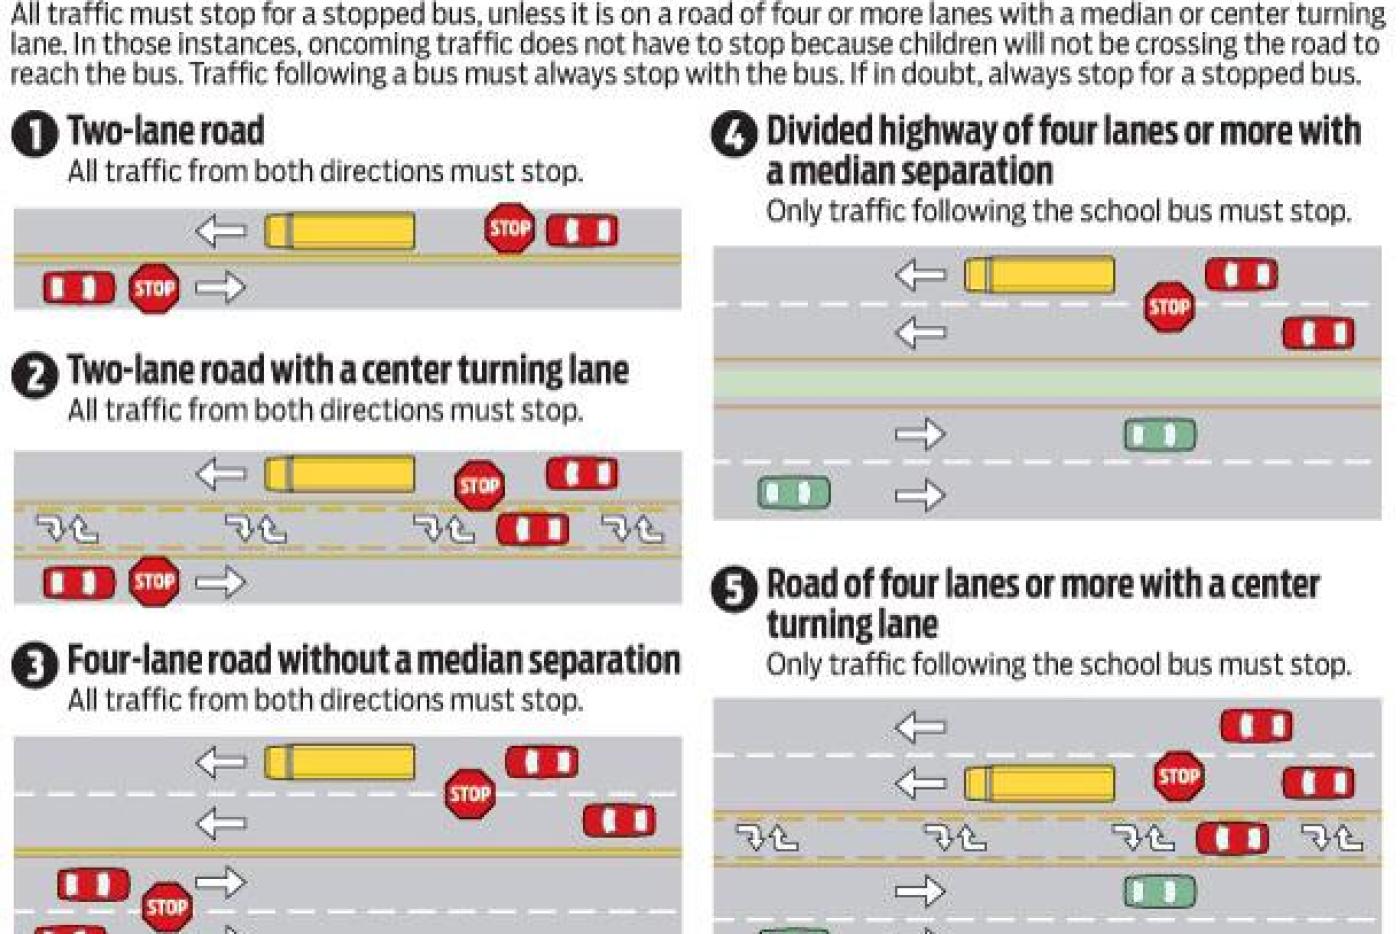 All traffic must stop for a stopped bus, unless it is on a road of four or more lanes with a median or center turning
lane. In those instances, oncoming traffic does not have to stop because children will not be crossing the road to
reach the bus. Traffic following a bus must always stop with the bus. If in doubt, always stop for a stopped bus.
1 Two-lane road
All traffic from both directions must stop.
STOP
STOP
2 Two-lane road with a center turning lane
All traffic from both directions must stop.
STOP
STOP
3 Four-lane road without a median separation
All traffic from both directions must stop.
STOP
STOP
4 Divided highway of four lanes or more with
a median separation
Only traffic following the school bus must stop.
STOP
5 Road of four lanes or more with a center
turning lane
Only traffic following the school bus must stop.
STOP